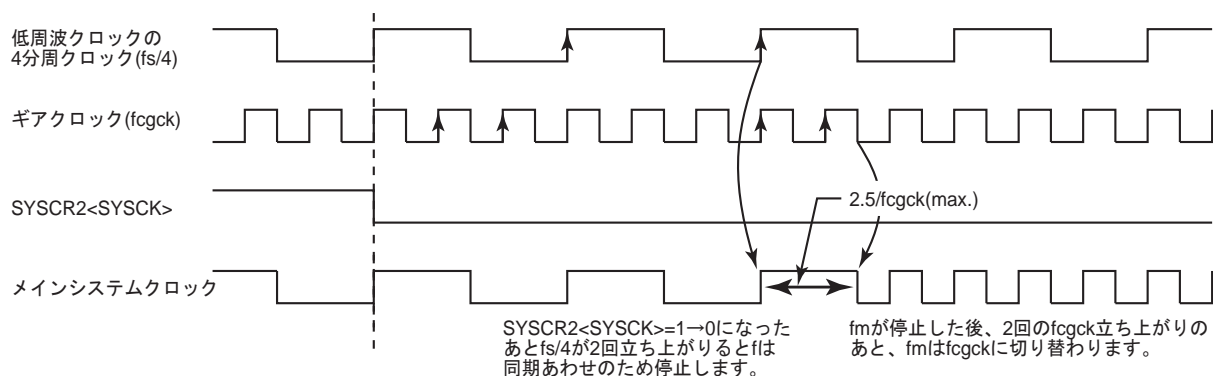 低周波クロックの
4分周クロック(fs/4)
ギアクロック(fcgck)
SYSCR2<SYSCK>
2.5/fcgck(max.)
メインシステムクロック
SYSCR2<SYSCK>=1→0になった
あとfs/4が2回立ち上がるとfは
同期あわせのため停止します。
fmが停止した後、2回のfcgck立ち上がりの
あと、fmはfcgckに切り替わります。